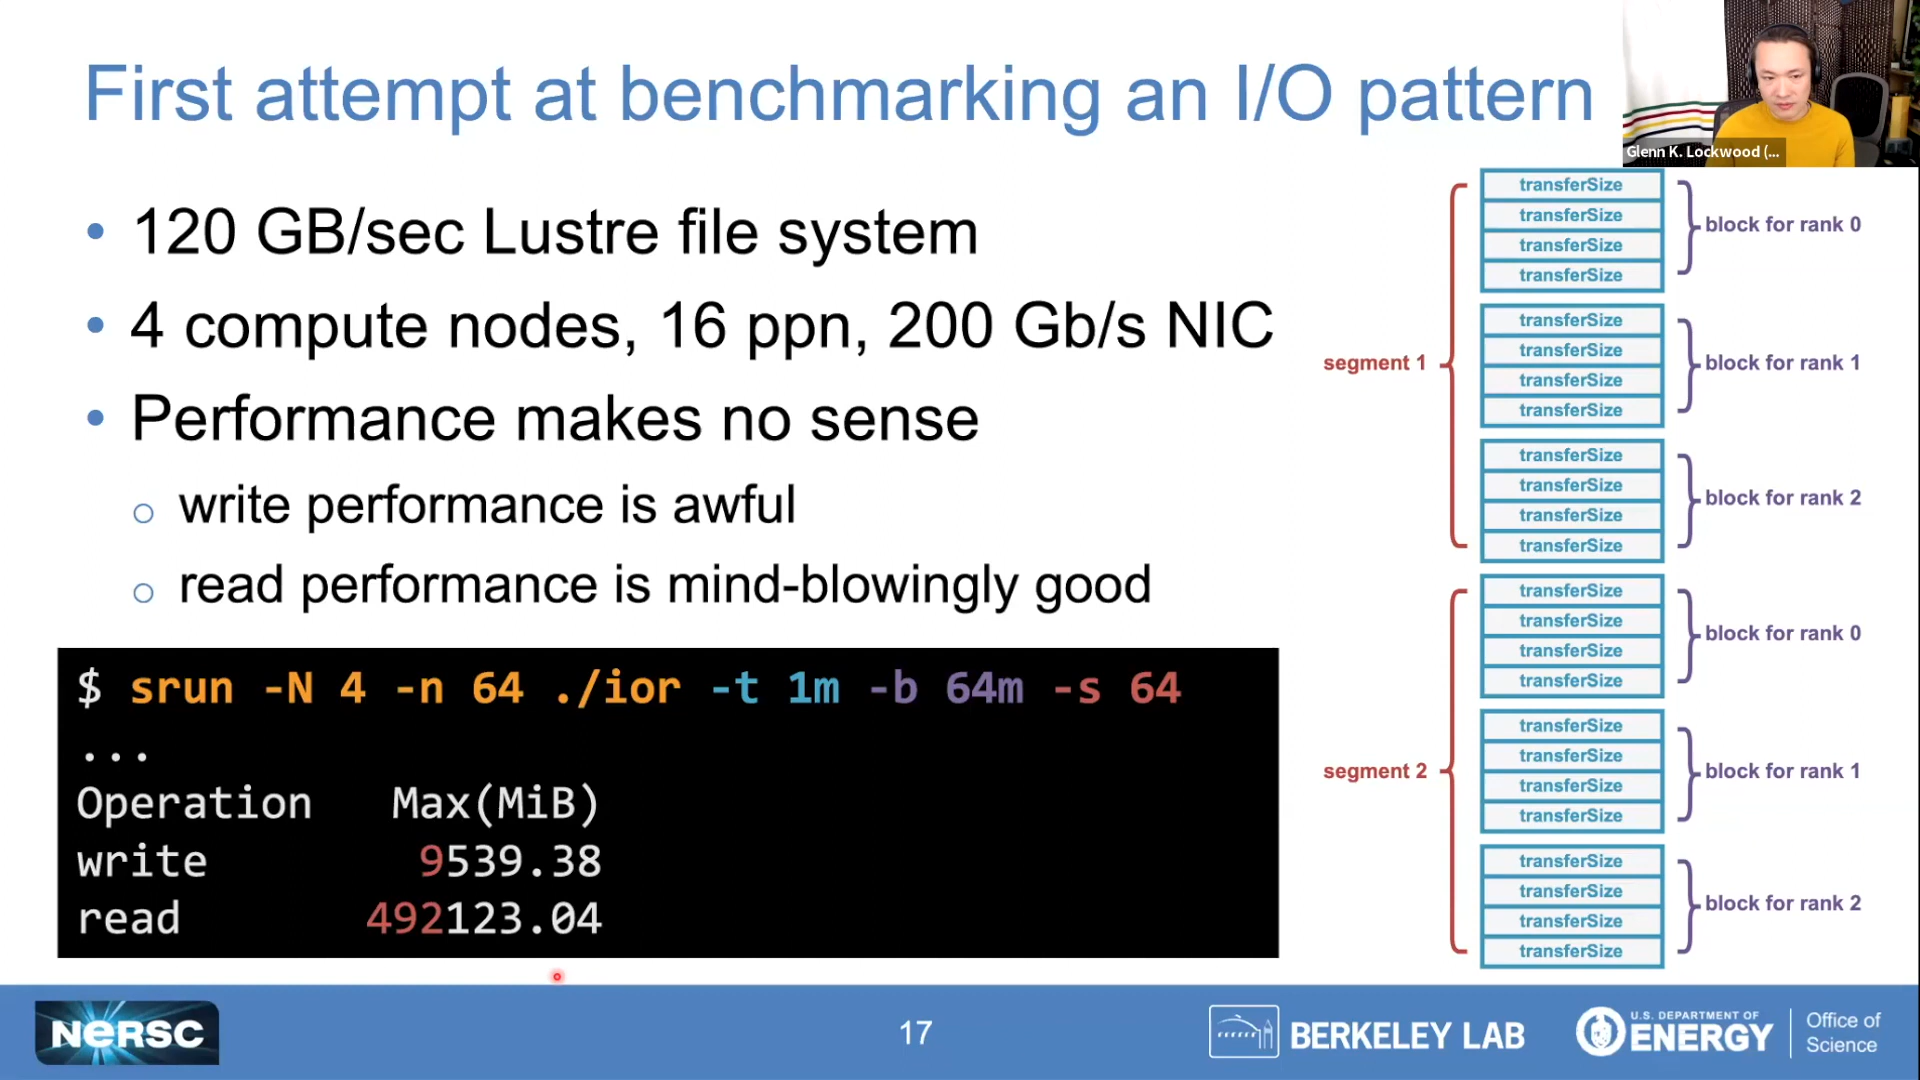 First attempt at benchmarking an I/O pattern
Glenn K. Lockwood (...
• 120 GB/sec Lustre file system
• 4 compute nodes, 16 ppn, 200 Gb/s NIC
• Performance makes no sense
o write performance is awful
o read performance is mind-blowingly good
$ srun -N 4 -n 64 ./ior -t 1m -b 64m -s 64
...
Operation Max(MiB)
write 9539.38
read 492123.04
segment 1
transferSize
transferSize
transferSize
transferSize
block for rank 0
transferSize
transferSize
transferSize
transferSize
block for rank 1
transferSize
transferSize
transferSize
transferSize
block for rank 2
segment 2
transferSize
transferSize
transferSize
transferSize
block for rank 0
transferSize
transferSize
transferSize
transferSize
block for rank 1
transferSize
transferSize
transferSize
transferSize
block for rank 2
NERSC
17
BERKELEY LAB
U.S. DEPARTMENT OF
ENERGY
Office of
Science